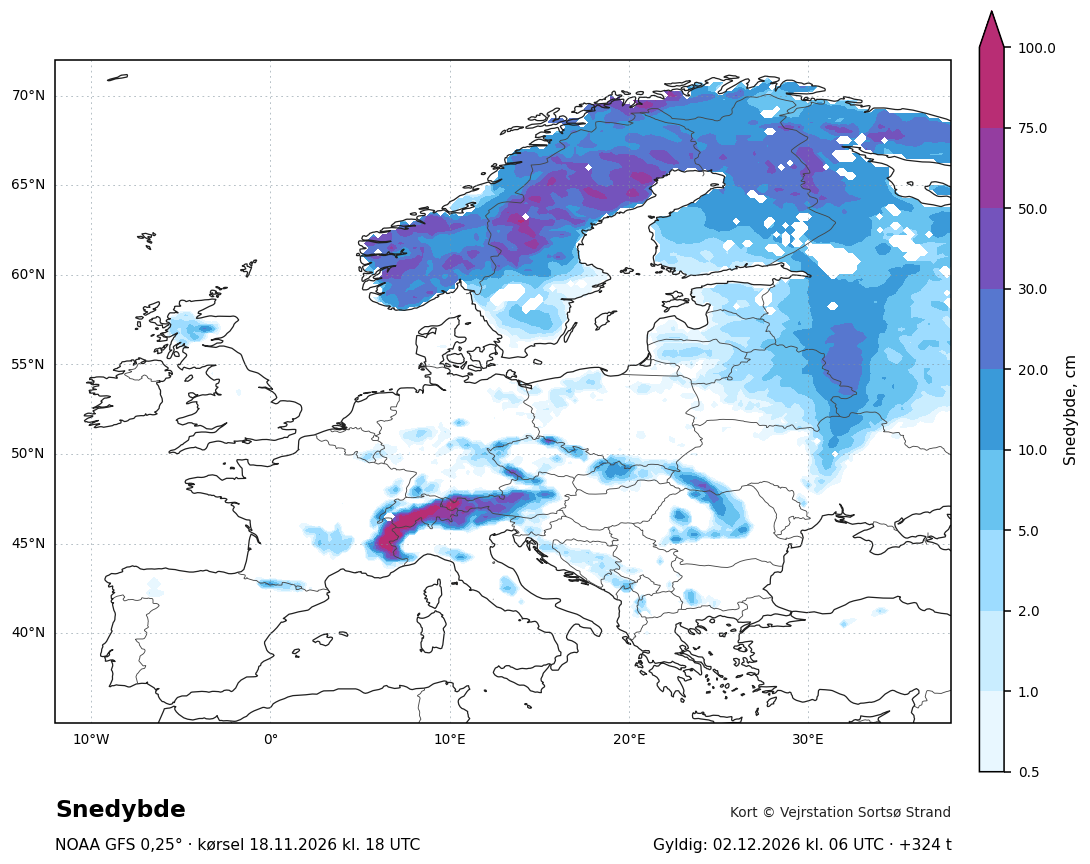 100.0
70°N
75.0
65°N
50.0
60°N
30.0
55°N
20.0
Snedybde, cm
50°N
10.0
45°N
5.0
40°N
2.0
1.0
10°W 0° 10°E 20°E 30°E
0.5
Snedybde
Kort © Vejrstation Sortsø Strand
NOAA GFS 0,25° · kørsel 18.11.2026 kl. 18 UTC
Gyldig: 02.12.2026 kl. 06 UTC · +324 t